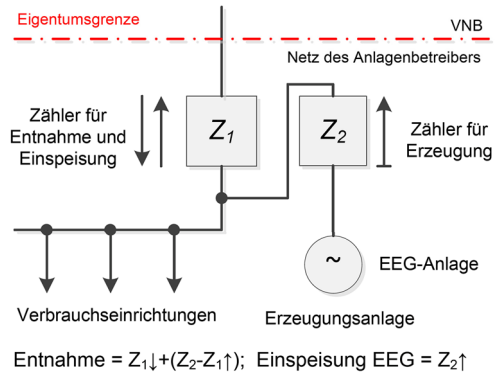 Eigentumsgrenze
VNB
Netz des Anlagenbetreibers
Zähler für
Entnahme und
Einspeisung
Z1
Z2
Zähler für
Erzeugung
~
EEG-Anlage
Verbrauchseinrichtungen
Erzeugungsanlage
Entnahme = Z1↓+(Z2-Z1↑); Einspeisung EEG = Z2↑